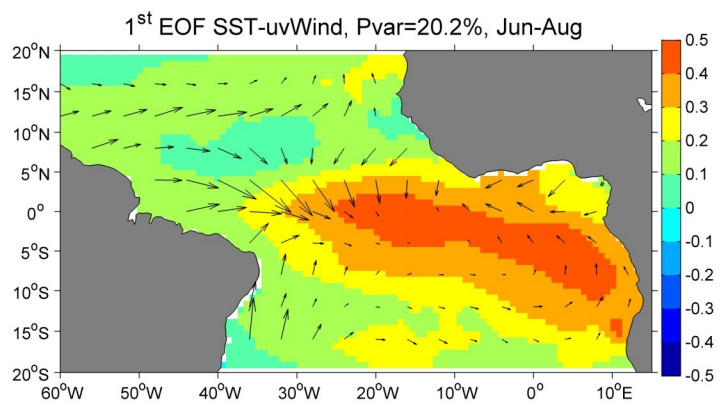 1st EOF SST-uvWind, Pvar=20.2%, Jun-Aug
20°N
15°N
10°N
5°N
0°
5°S
10°S
15°S
20°S
60°W 50°W 40°W 30°W 20°W 10°W 0° 10°E
0.5
0.4
0.3
0.2
0.1
0
0.1
0.2
0.3
0.4
0.5